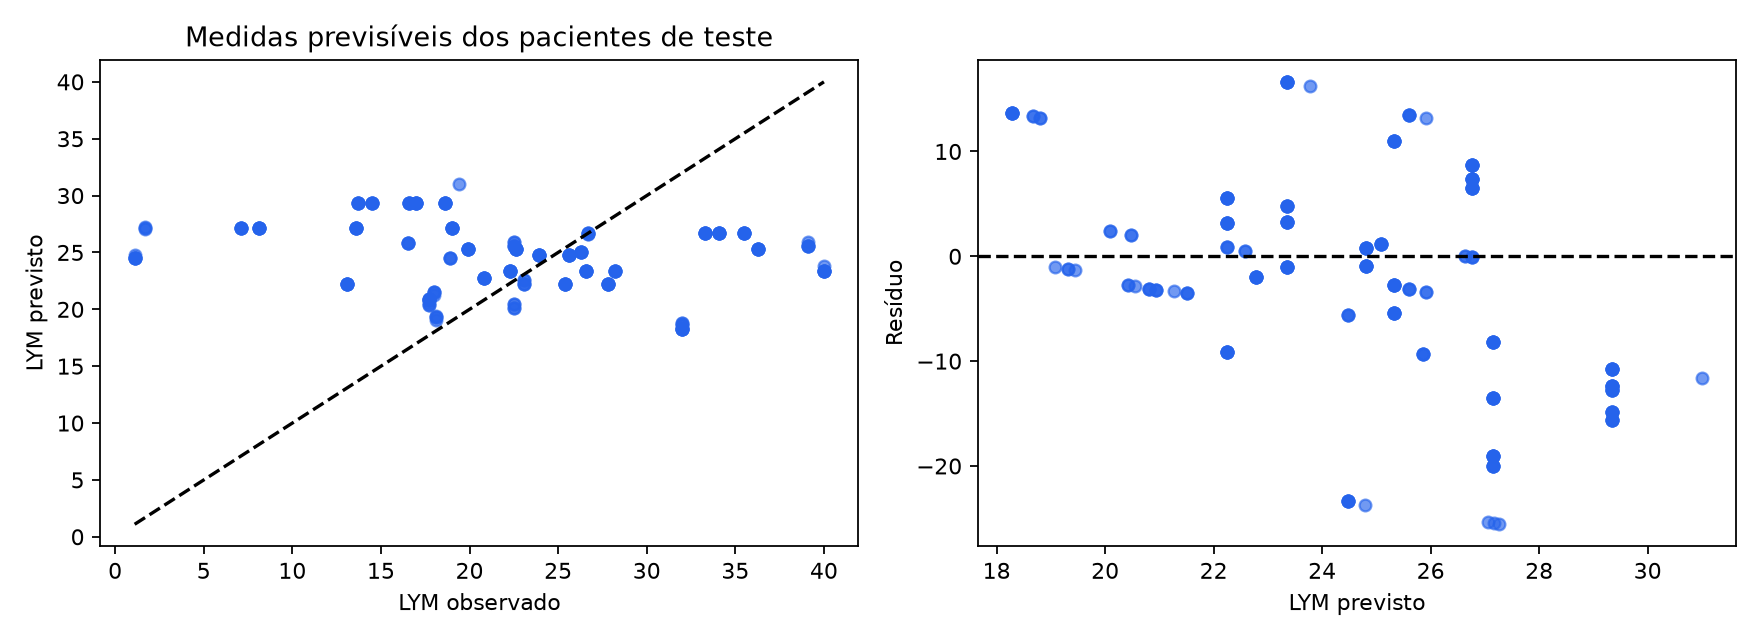 Medidas previsíveis dos pacientes de teste
LYM previsto
40
35
30
25
20
15
10
5
0
0 5 10 15 20 25 30 35 40
LYM observado
Resíduo
10
0
−10
−20
18 20 22 24 26 28 30
LYM previsto